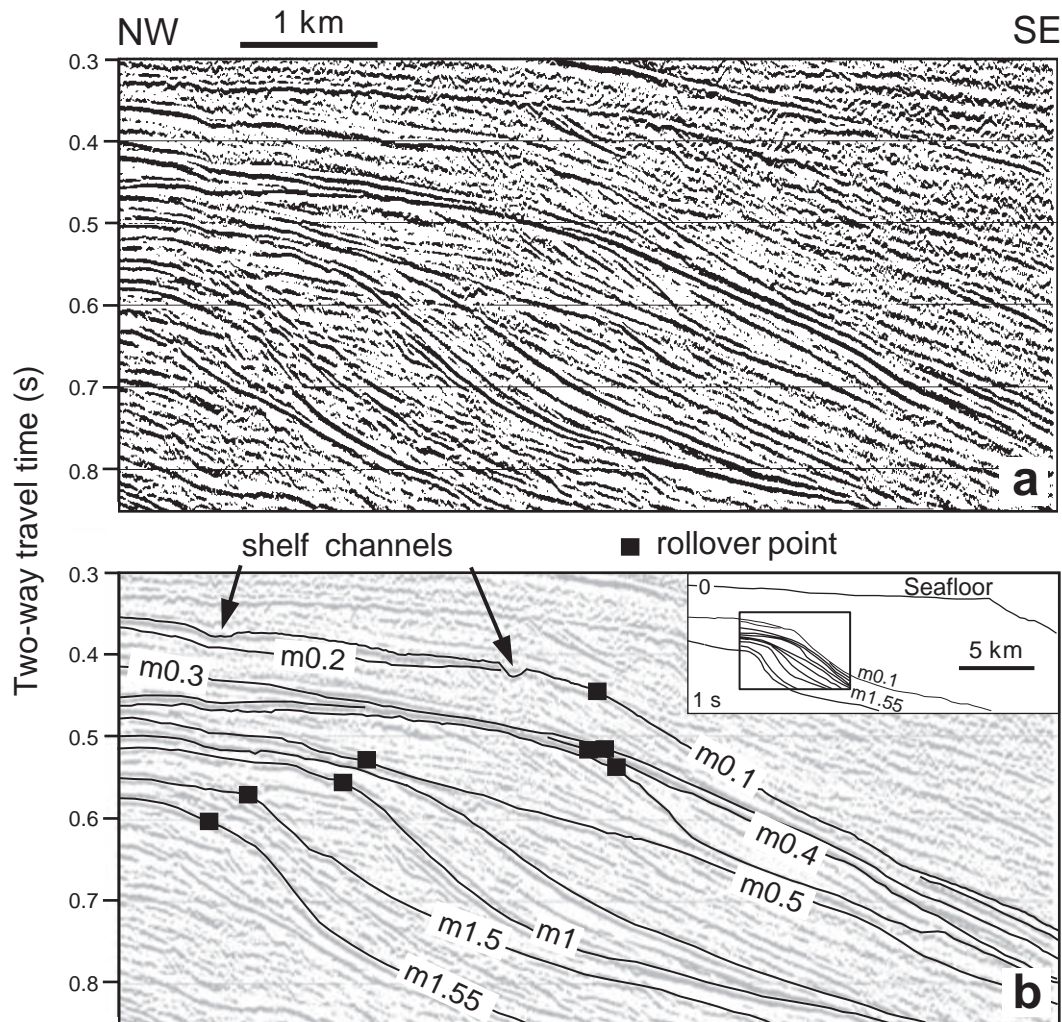 NW 1 km SE
0.3
0.4
0.5
0.6
0.7
0.8
a
Two-way travel time (s)
shelf channels ■ rollover point
0.3
0.4
0.5
0.6
0.7
0.8
m0.2
m0.3
m0.1
m0.4
m0.5
m1
m1.5
m1.55
b
0
Seafloor
5 km
m0.1
m1.55
1 s